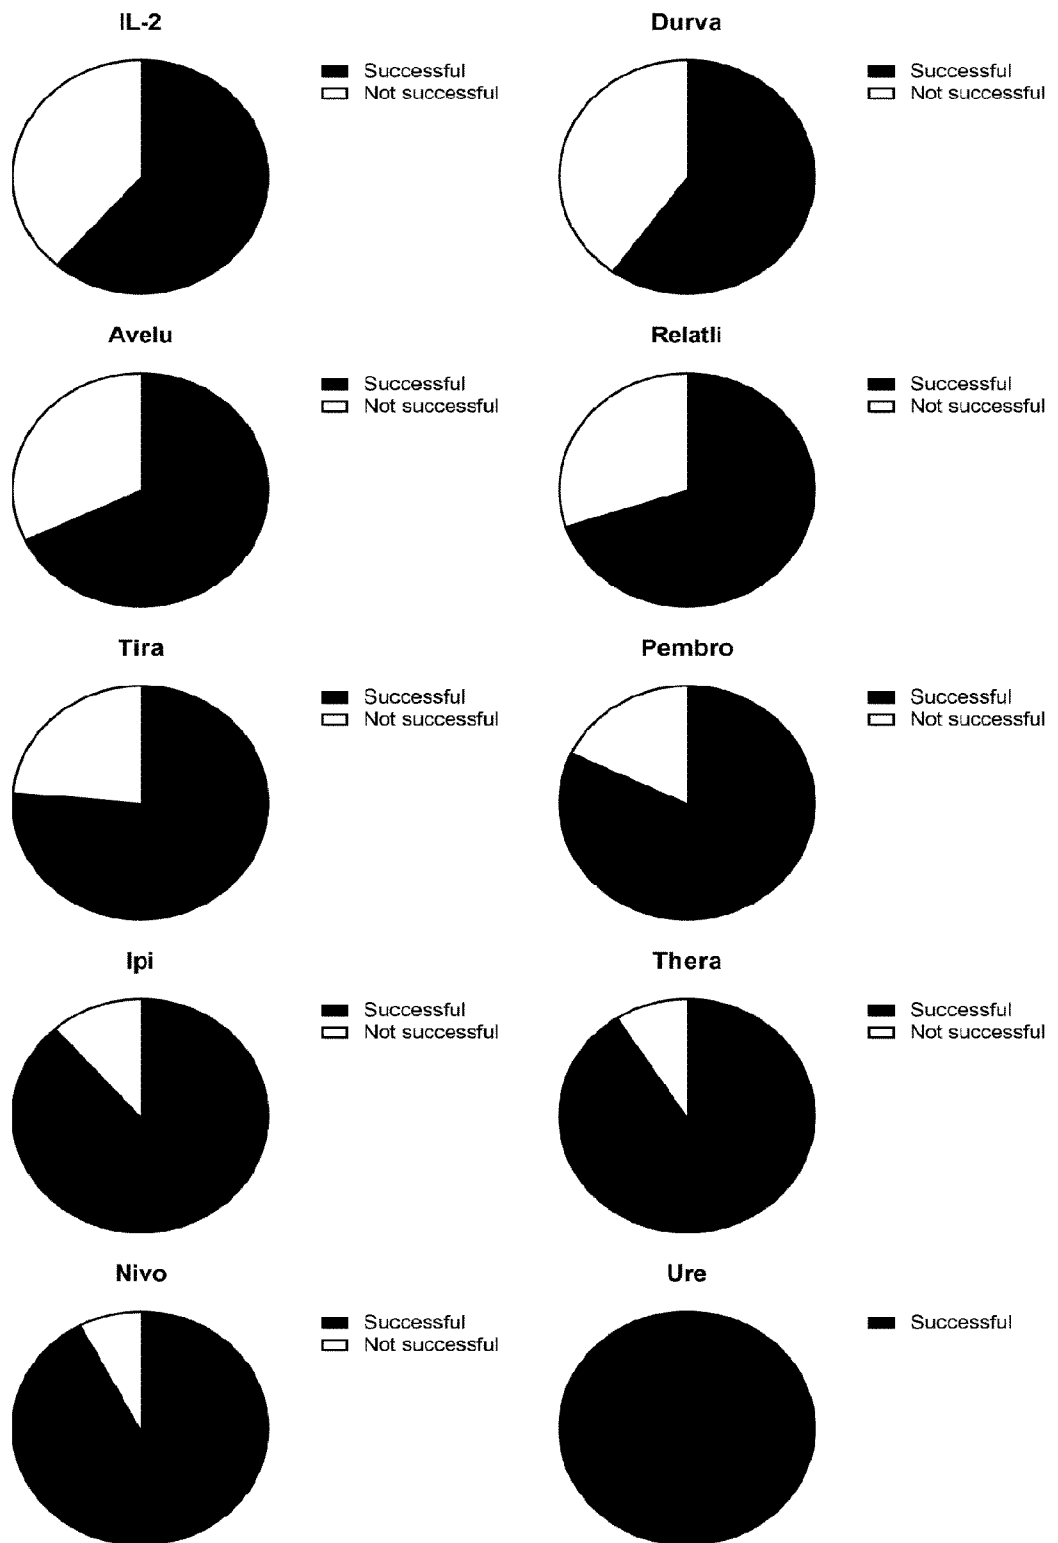 IL-2
Successful
Not successful
Durva
Successful
Not successful
Avelu
Successful
Not successful
Relatli
Successful
Not successful
Tira
Successful
Not successful
Pembro
Successful
Not successful
Ipi
Successful
Not successful
Thera
Successful
Not successful
Nivo
Successful
Not successful
Ure
Successful